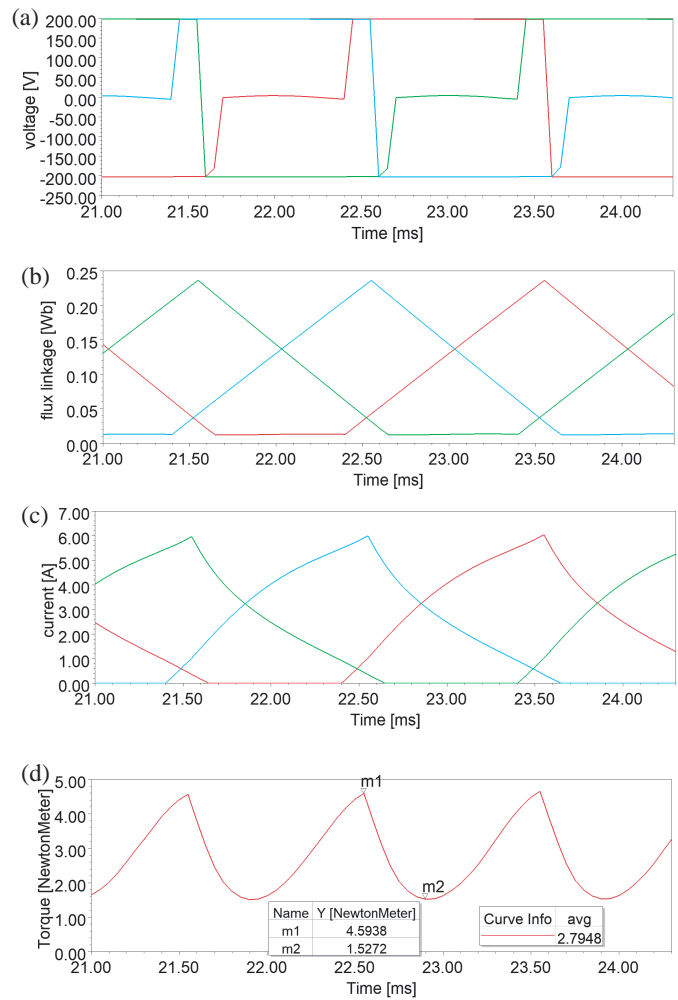 (a)
voltage [V]
200.00
150.00
100.00
50.00
0.00
-50.00
-100.00
-150.00
-200.00
-250.00
21.00 21.50 22.00 22.50 23.00 23.50 24.00
Time [ms]
(b)
flux linkage [Wb]
0.25
0.20
0.15
0.10
0.05
0.00
21.00 21.50 22.00 22.50 23.00 23.50 24.00
Time [ms]
(c)
current [A]
7.00
6.00
5.00
4.00
3.00
2.00
1.00
0.00
21.00 21.50 22.00 22.50 23.00 23.50 24.00
Time [ms]
(d)
Torque [NewtonMeter]
5.00
4.00
3.00
2.00
1.00
0.00
m1
m2
Name Y [NewtonMeter]
m1 4.5938
m2 1.5272
Curve Info avg
2.7948
21.00 21.50 22.00 22.50 23.00 23.50 24.00
Time [ms]